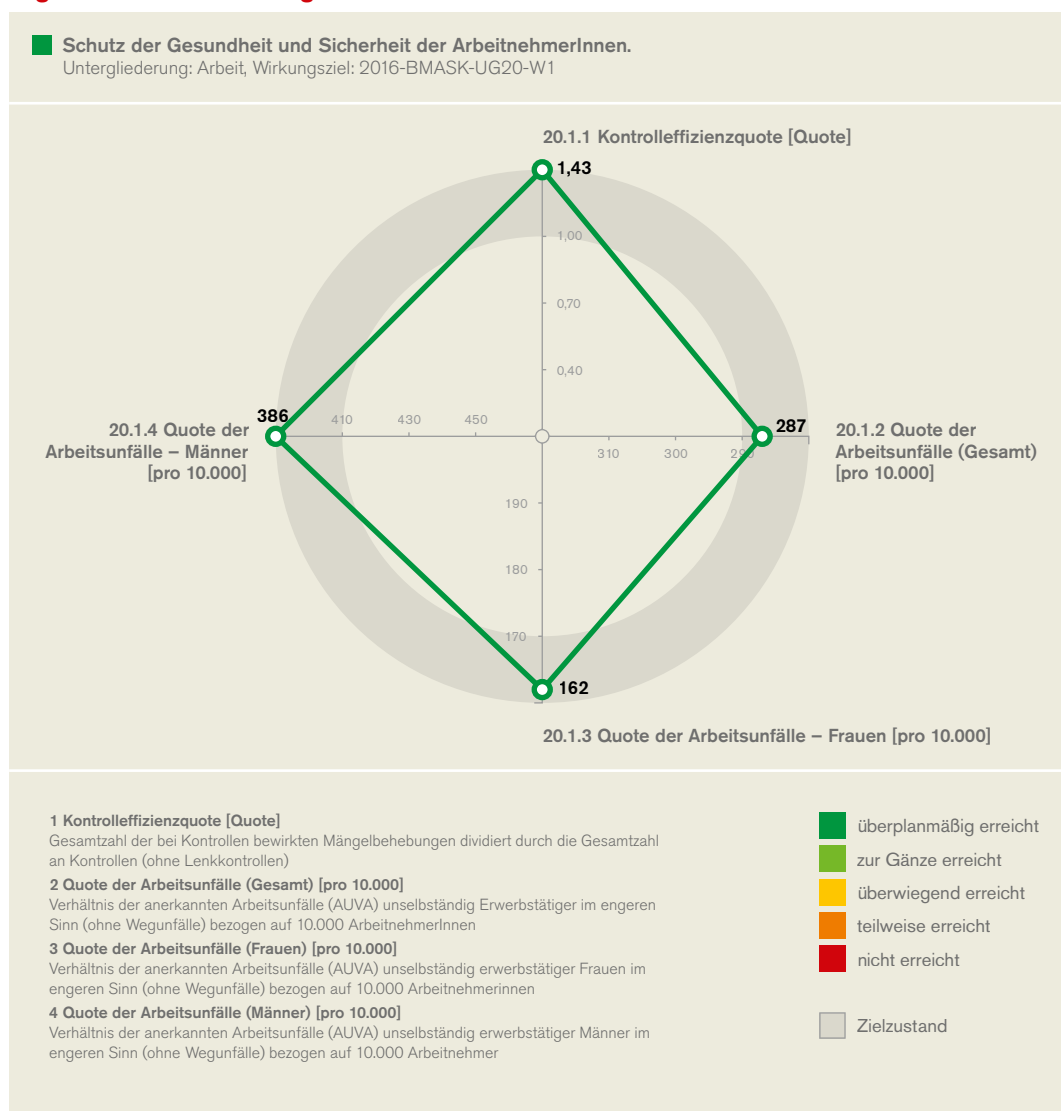 Schutz der Gesundheit und Sicherheit der ArbeitnehmerInnen.
Untergliederung: Arbeit, Wirkungsziel: 2016-BMASK-UG20-W1
20.1.1 Kontrolleffizienzquote [Quote]
1,43
1,00
0,70
0,40
386
410
430
450
20.1.4 Quote der
Arbeitsunfälle – Männer
[pro 10.000]
310
300
290
287
20.1.2 Quote der
Arbeitsunfälle (Gesamt)
[pro 10.000]
190
180
170
162
20.1.3 Quote der Arbeitsunfälle – Frauen [pro 10.000]
1 Kontrolleffizienzquote [Quote]
Gesamtzahl der bei Kontrollen bewirkten Mängelbehebungen dividiert durch die Gesamtzahl
an Kontrollen (ohne Lenkkontrollen)
2 Quote der Arbeitsunfälle (Gesamt) [pro 10.000]
Verhältnis der anerkannten Arbeitsunfälle (AUVA) unselbständig Erwerbstätiger im engeren
Sinn (ohne Wegunfälle) bezogen auf 10.000 ArbeitnehmerInnen
3 Quote der Arbeitsunfälle (Frauen) [pro 10.000]
Verhältnis der anerkannten Arbeitsunfälle (AUVA) unselbständig erwerbstätiger Frauen im
engeren Sinn (ohne Wegunfälle) bezogen auf 10.000 Arbeitnehmerinnen
4 Quote der Arbeitsunfälle (Männer) [pro 10.000]
Verhältnis der anerkannten Arbeitsunfälle (AUVA) unselbständig erwerbstätiger Männer im
engeren Sinn (ohne Wegunfälle) bezogen auf 10.000 Arbeitnehmer
überplanmäßig erreicht
zur Gänze erreicht
überwiegend erreicht
teilweise erreicht
nicht erreicht
Zielzustand